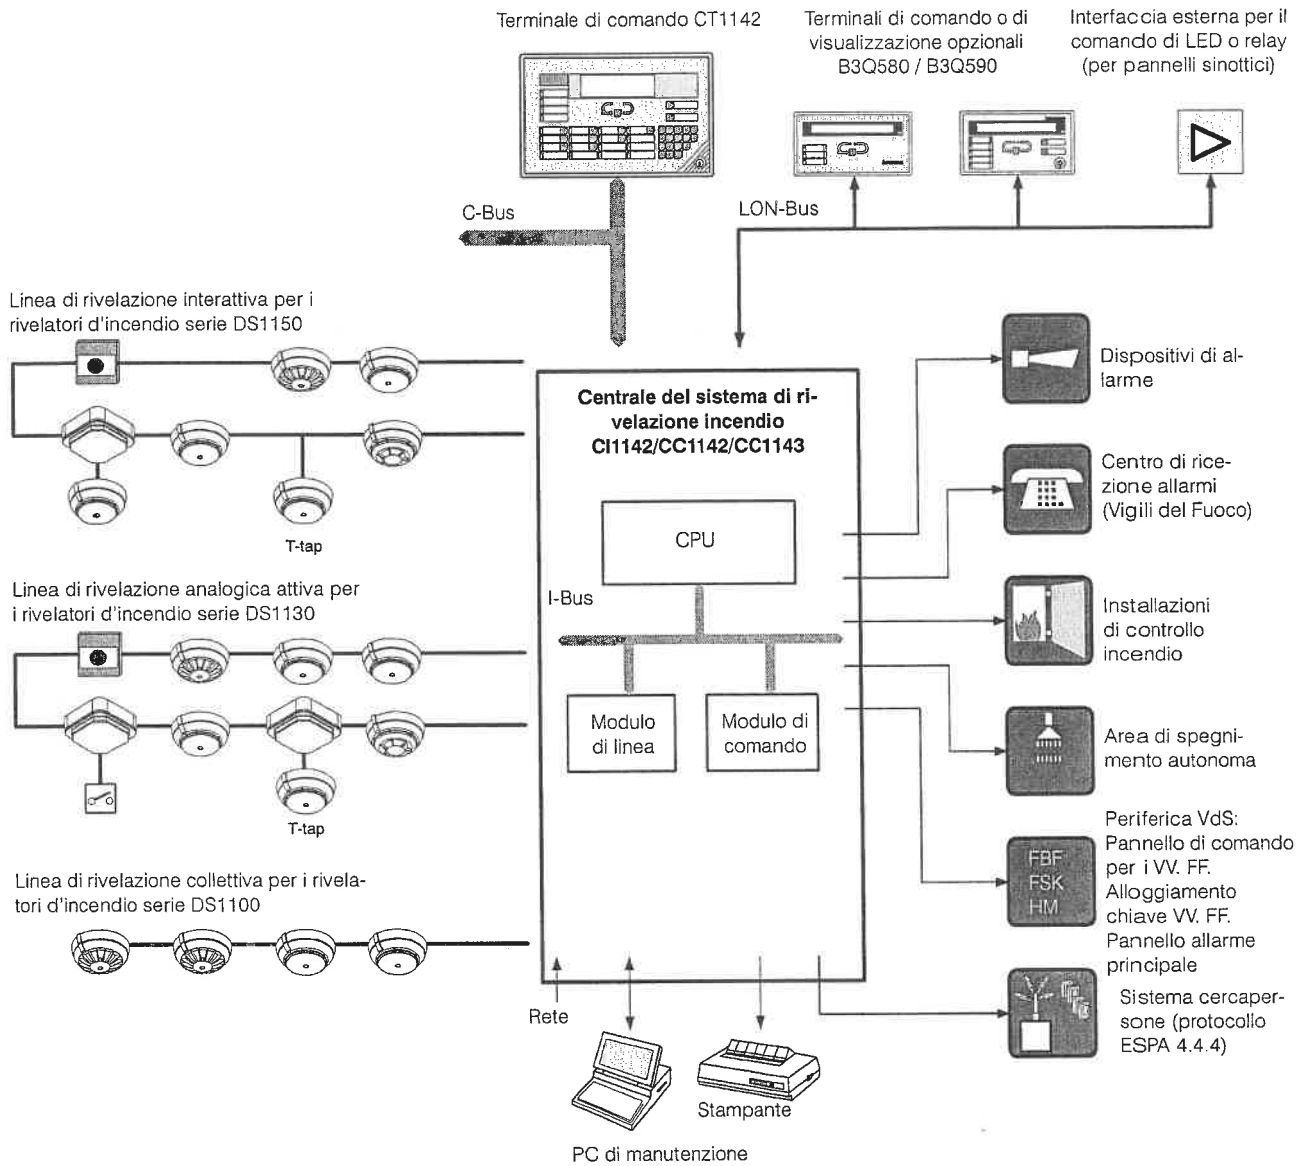 Terminale di comando CT1142
Terminali di comando o di
visualizzazione opzionali
B3Q580 / B3Q590
Interfaccia esterna per il
comando di LED o relay
(per pannelli sinottici)
C-Bus
LON-Bus
Linea di rivelazione interattiva per i
rivelatori d'incendio serie DS1150
T-tap
Linea di rivelazione analogica attiva per
i rivelatori d'incendio serie DS1130
T-tap
Linea di rivelazione collettiva per i rivela-
tori d'incendio serie DS1100
Centrale del sistema di ri-
velazione incendio
CI1142/CC1142/CC1143
CPU
I-Bus
Modulo
di linea
Modulo di
comando
Rete
PC di manutenzione
Stampante
Dispositivi di al-
larme
Centro di rice-
zione allarmi
(Vigili del Fuoco)
Installazioni
di controllo
incendio
Area di spegni-
mento autonoma
FBF
FSK
HM
Periferica VdS:
Pannello di comando
per i VV. FF.
Alloggiamento
chiave VV. FF.
Pannello allarme
principale
Sistema cercaper-
sone (protocollo
ESPA 4.4.4)